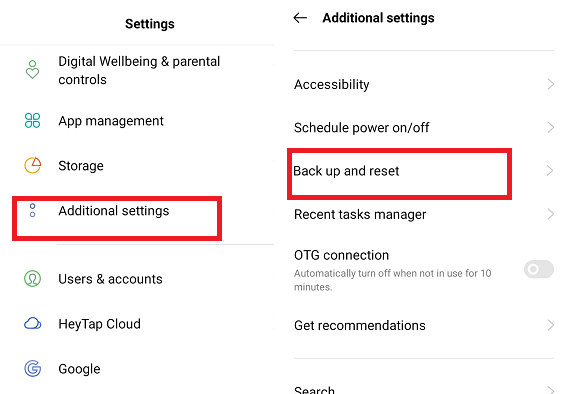 Settings
Digital Wellbeing & parental
controls
App management
Storage
Additional settings
Users & accounts
HeyTap Cloud
Google
Additional settings
Accessibility
Schedule power on/off
Back up and reset
Recent tasks manager
OTG connection
Automatically turn off when not in use for 10
minutes.
Get recommendations
Search